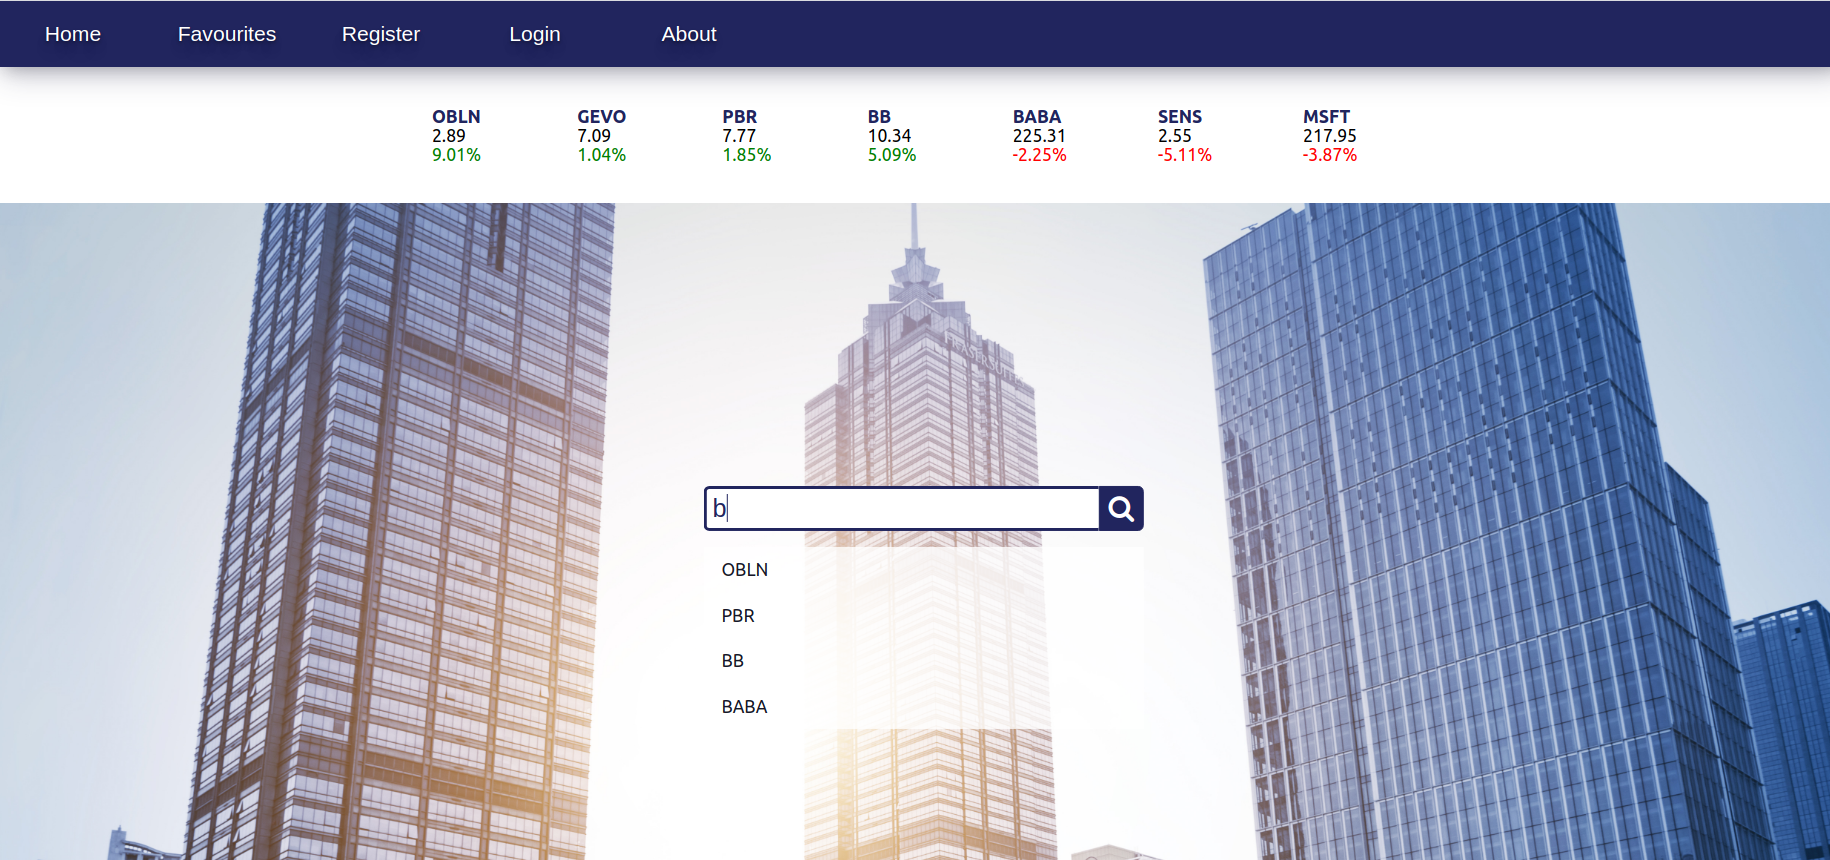 Home Favourites Register Login About
OBLN GEVO PBR BB BABA SENS MSFT
2.89 7.09 7.77 10.34 225.31 2.55 217.95
9.01% 1.04% 1.85% 5.09% -2.25% -5.11% -3.87%
b
OBLN
PBR
BB
BABA